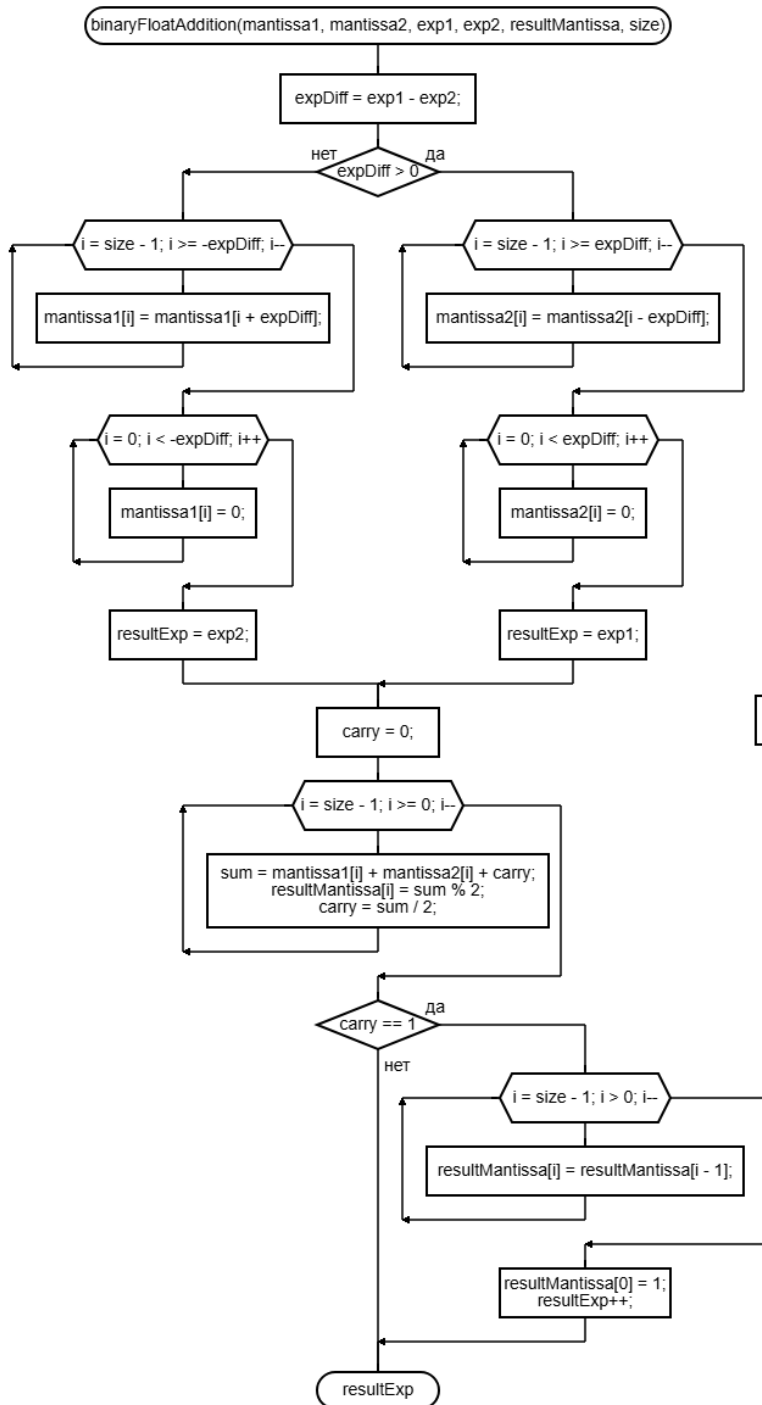 binaryFloatAddition(mantissa1, mantissa2, exp1, exp2, resultMantissa, size)
expDiff = exp1 - exp2;
нет
да
expDiff > 0
i = size - 1; i >= -expDiff; i--
mantissa1[i] = mantissa1[i + expDiff];
i = 0; i < -expDiff; i++
mantissa1[i] = 0;
resultExp = exp2;
i = size - 1; i >= expDiff; i--
mantissa2[i] = mantissa2[i - expDiff];
i = 0; i < expDiff; i++
mantissa2[i] = 0;
resultExp = exp1;
carry = 0;
i = size - 1; i >= 0; i--
sum = mantissa1[i] + mantissa2[i] + carry;
resultMantissa[i] = sum % 2;
carry = sum / 2;
carry == 1
да
нет
i = size - 1; i > 0; i--
resultMantissa[i] = resultMantissa[i - 1];
resultMantissa[0] = 1;
resultExp++;
resultExp